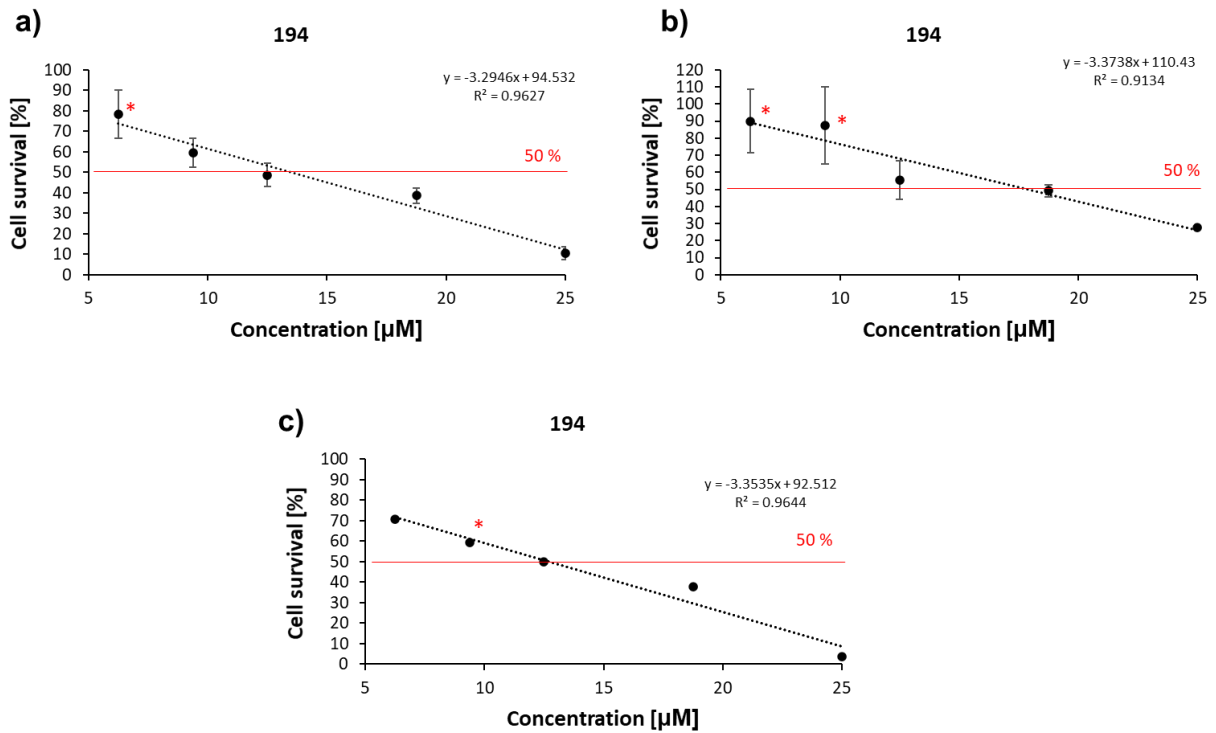 a)
194
y = -3.2946x + 94.532
R² = 0.9627
100
90
80
70
60
50
40
30
20
10
0
Cell survival [%]
*
50 %
5 10 15 20 25
Concentration [µM]
b)
194
y = -3.3738x + 110.43
R² = 0.9134
120
110
100
90
80
70
60
50
40
30
20
10
0
Cell survival [%]
* *
50 %
5 10 15 20 25
Concentration [µM]
c)
194
y = -3.3535x + 92.512
R² = 0.9644
100
90
80
70
60
50
40
30
20
10
0
Cell survival [%]
*
50 %
5 10 15 20 25
Concentration [µM]